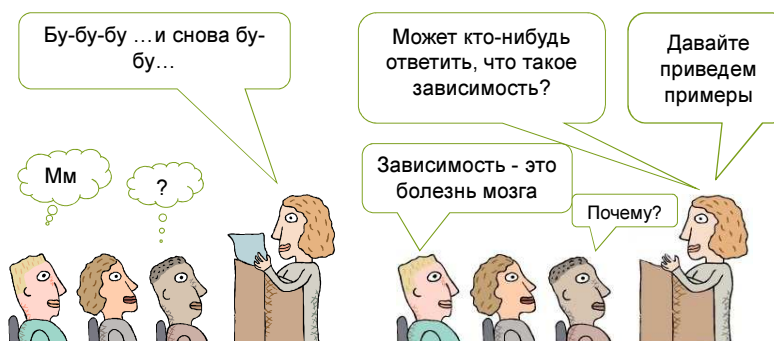 Бу-бу-бу …и снова бу-
бу…
Мм
?
Может кто-нибудь
ответить, что такое
зависимость?
Давайте
приведем
примеры
Зависимость - это
болезнь мозга
Почему?